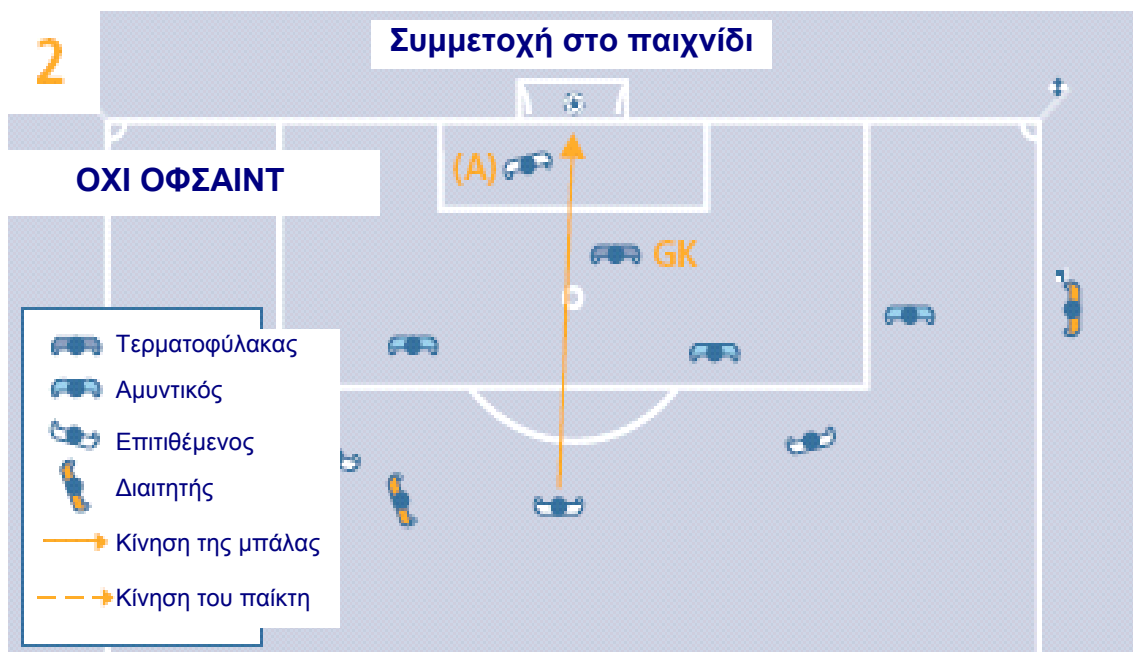 2
Συμμετοχή στο παιχνίδι
(A)
ΟΧΙ ΟΦΣΑΙΝΤ
GK
Τερματοφύλακας
Αμυντικός
Επιτιθέμενος
Διαιτητής
Κίνηση της μπάλας
Κίνηση του παίκτη